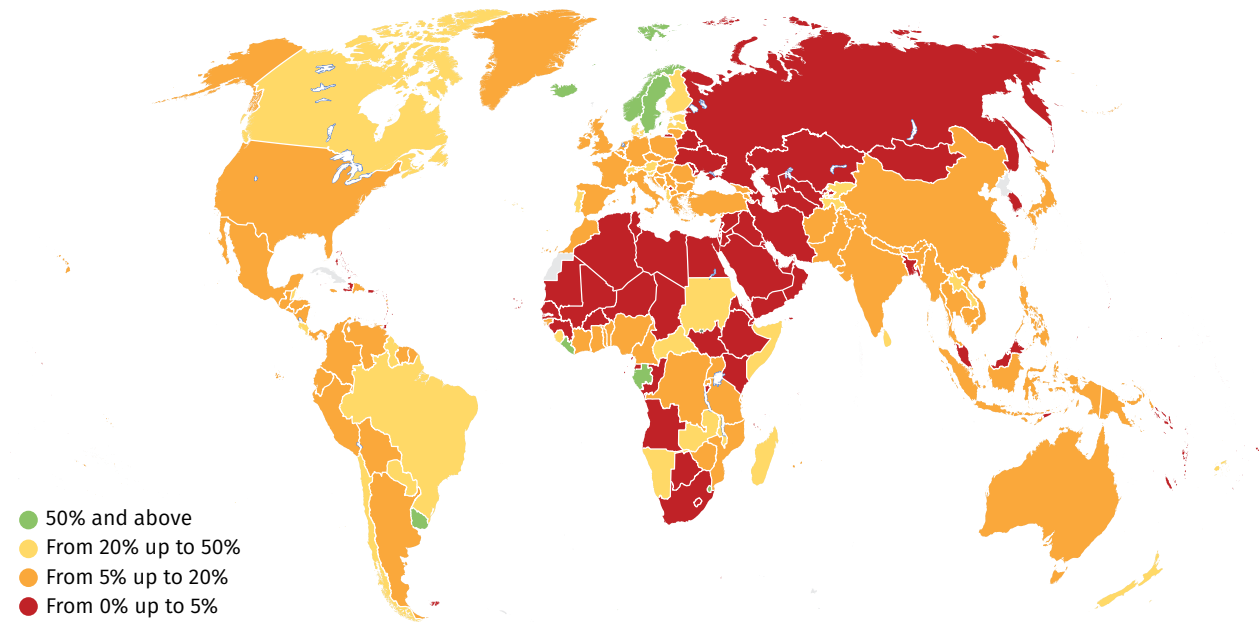 50% and above
From 20% up to 50%
From 5% up to 20%
From 0% up to 5%